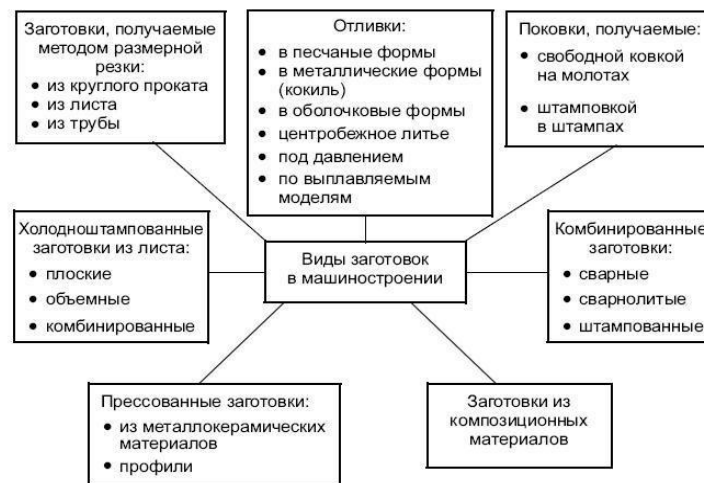 Заготовки, получаемые
методом размерной
резки:
• из круглого проката
• из листа
• из трубы
Отливки:
• в песчаные формы
• в металлические формы
(кокиль)
• в оболочковые формы
• центробежное литье
• под давлением
• по выплавляемым
моделям
Поковки, получаемые:
• свободной ковкой
на молотах
• штамповкой
в штампах
Холодноштампованные
заготовки из листа:
• плоские
• объемные
• комбинированные
Виды заготовок
в машиностроении
Комбинированные
заготовки:
• сварные
• сварнолитые
• штампованные
Прессованные заготовки:
• из металлокерамических
материалов
• профили
Заготовки из
композиционных
материалов